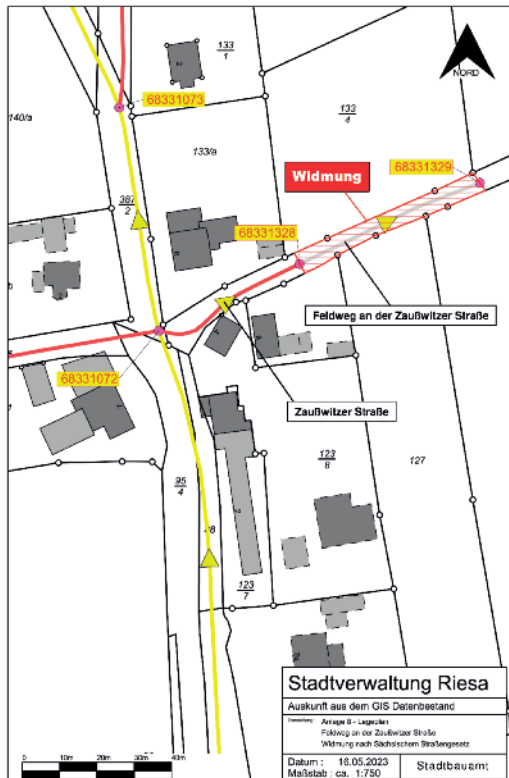 133
1
NORD
68331073
140/a
133
4
133/a
Widmung
68331329
387
2
68331328
Feldweg an der Zaußwitzer Straße
68331072
Zaußwitzer Straße
123
8
127
95
4
123
7
Stadtverwaltung Riesa
Auskunft aus dem GIS Datenbestand
Darstellung: Anlage 8 - Lageplan
Feldweg an der Zaußwitzer Straße
Widmung nach Sächsischem Straßengesetz
Datum : 16.05.2023
Maßstab : ca. 1:750
Stadtbauamt
0 10m 20m 30m 40m